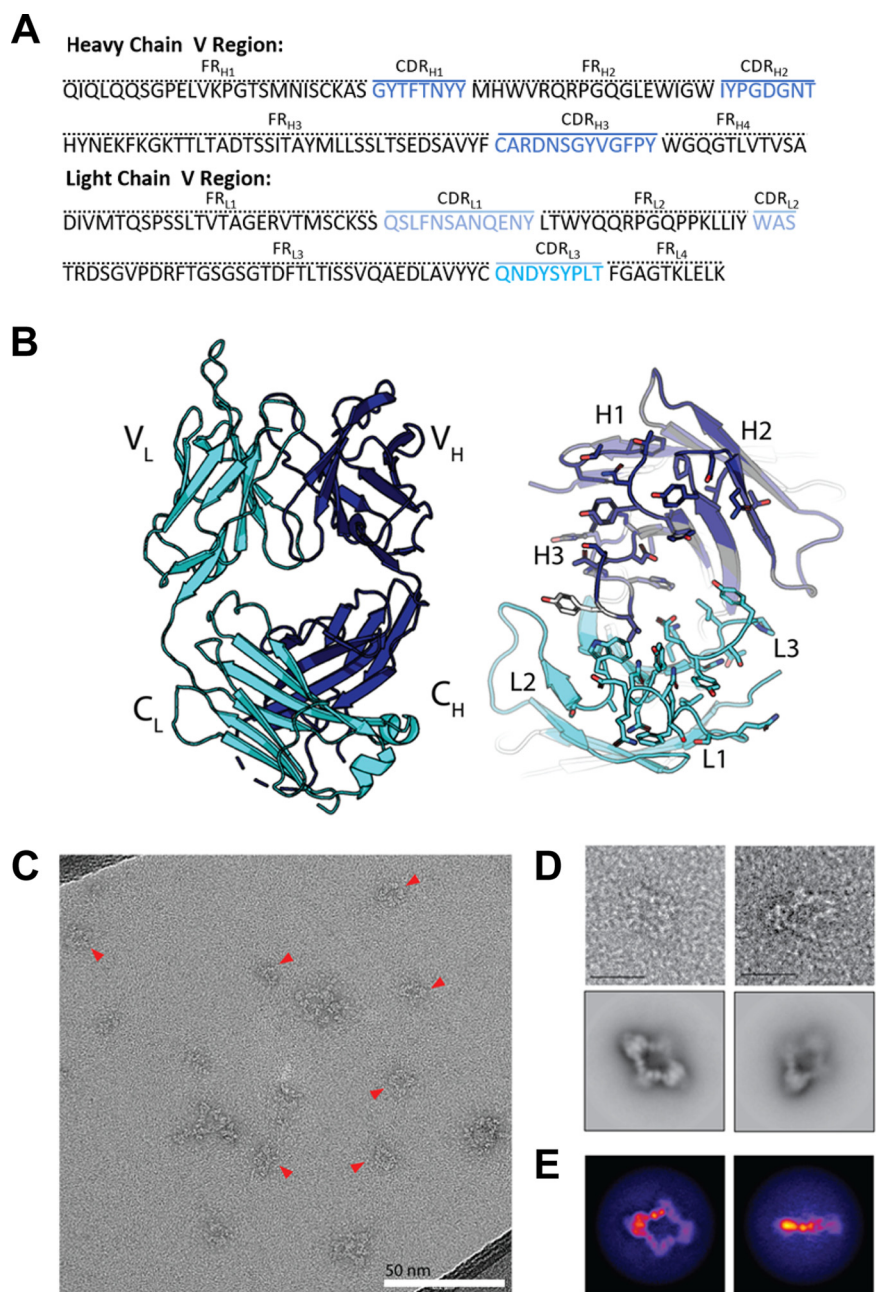 A
Heavy Chain V Region:
FRH1 CDRH1 FRH2 CDRH2
QIQLQQSGPELVKPGTSMNISCKAS GYTFTNYY MHWVRQRPGQGLEWIGW IYPGDGNT
FRH3 CDRH3 FRH4
HYNEKFKGKTTLTADTSSITAYMLLSSLTSEDSAVYF CARDNSGYVGFPY WGQGTLVTVSA
Light Chain V Region:
FRL1 CDRL1 FRL2 CDRL2
DIVMTQSPSSLTVTAGERVTMSCKSS QSLFNSANQENY LTWYQQRPGQPPKLLIY WAS
FRL3 CDRL3 FRL4
TRDSGVPDRFTGSGSGTDFTLTISSVQAEDLAVYYC QNDYSYPLT FGAGTKLELK
B
VL VH H1 H2
H3
L2 L3
CL CH L1
C D
50 nm
E